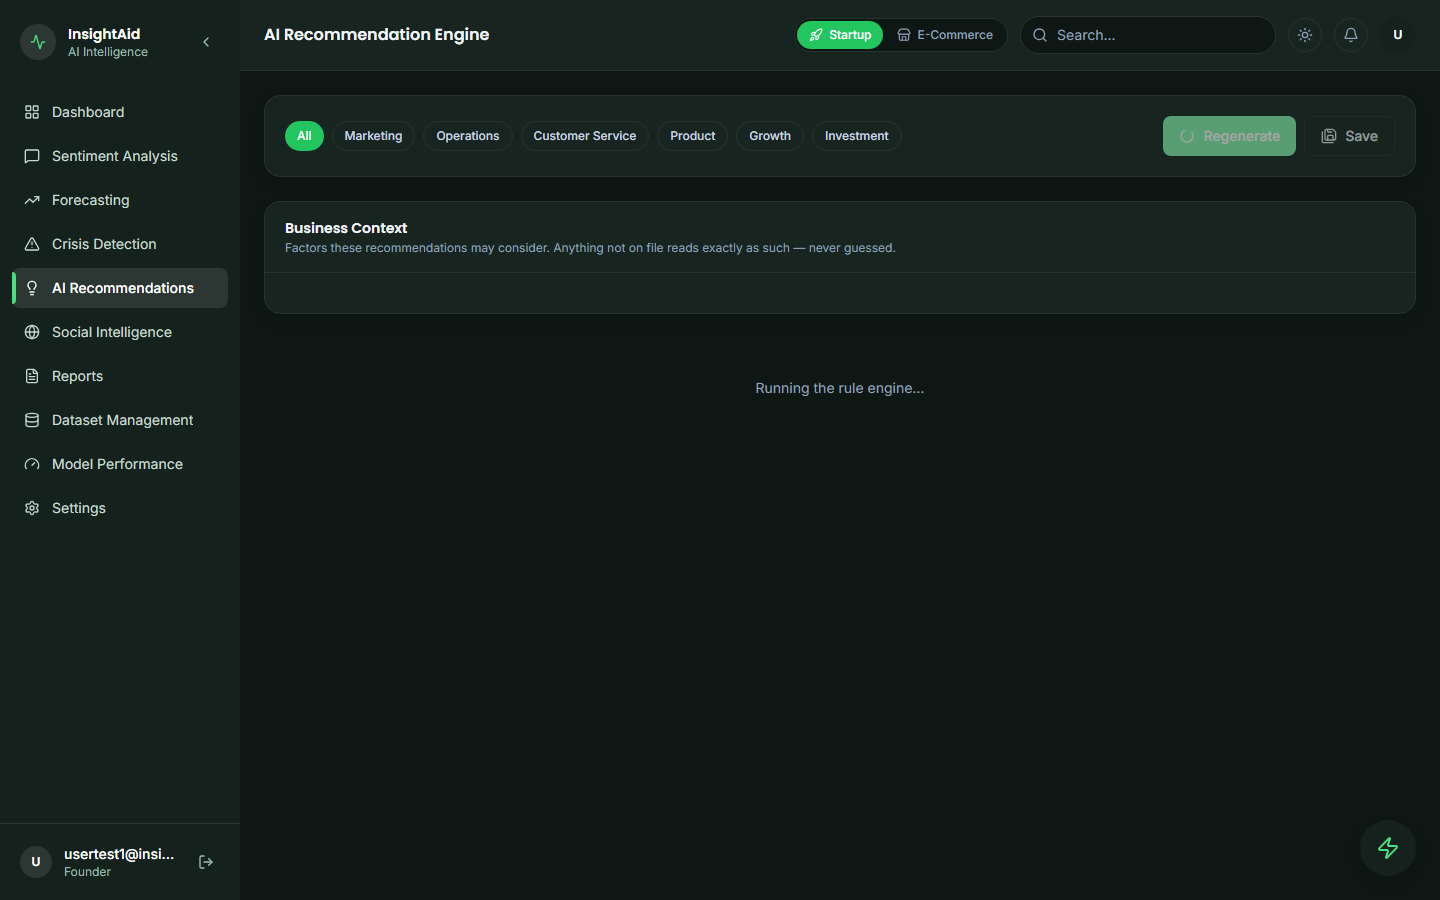 InsightAid
AI Intelligence
Dashboard
Sentiment Analysis
Forecasting
Crisis Detection
AI Recommendations
Social Intelligence
Reports
Dataset Management
Model Performance
Settings
U
usertest1@insi...
Founder
AI Recommendation Engine
Startup
E-Commerce
Search...
U
All
Marketing
Operations
Customer Service
Product
Growth
Investment
Regenerate
Save
Business Context
Factors these recommendations may consider. Anything not on file reads exactly as such — never guessed.
Running the rule engine...